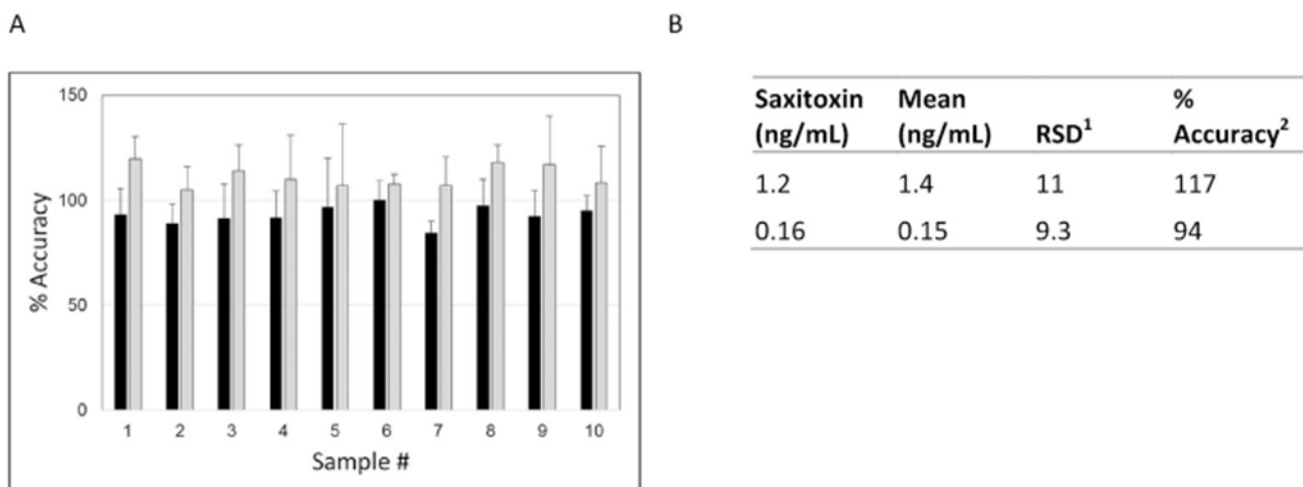 A
B
150
100
50
0
% Accuracy
1 2 3 4 5 6 7 8 9 10
Sample #
Saxitoxin Mean %
(ng/mL) (ng/mL) RSD¹ Accuracy²
1.2 1.4 11 117
0.16 0.15 9.3 94